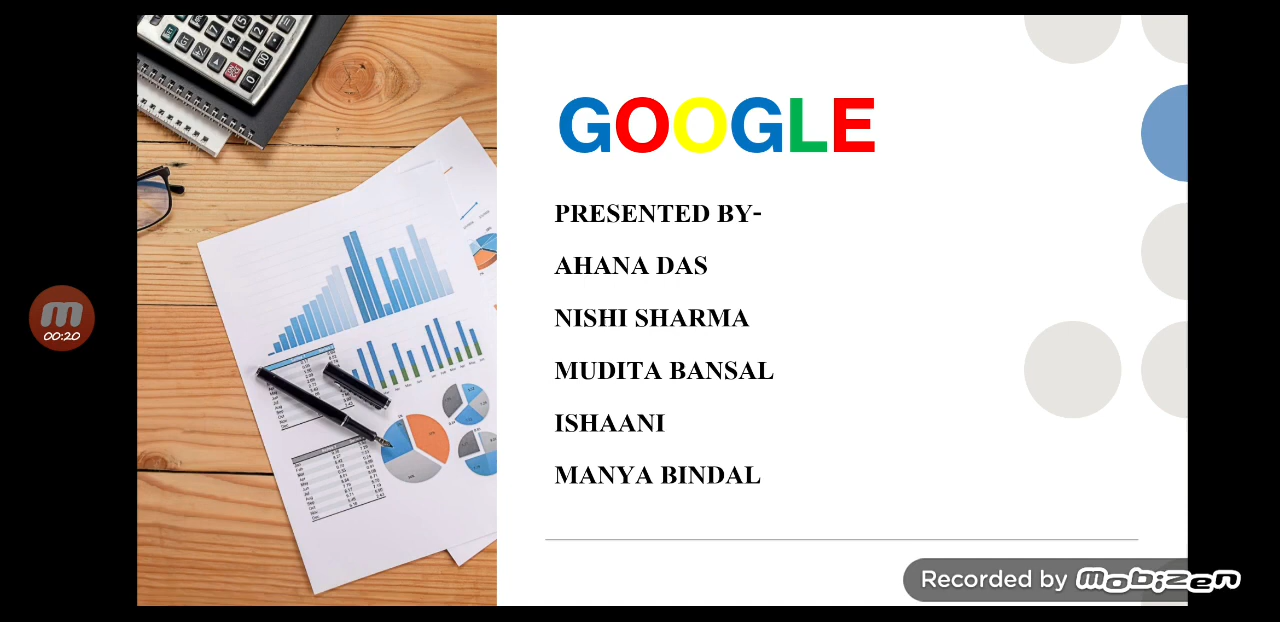 GOOGLE
PRESENTED BY-
AHANA DAS
NISHI SHARMA
MUDITA BANSAL
ISHAANI
MANYA BINDAL
00:20
Recorded by mobizen